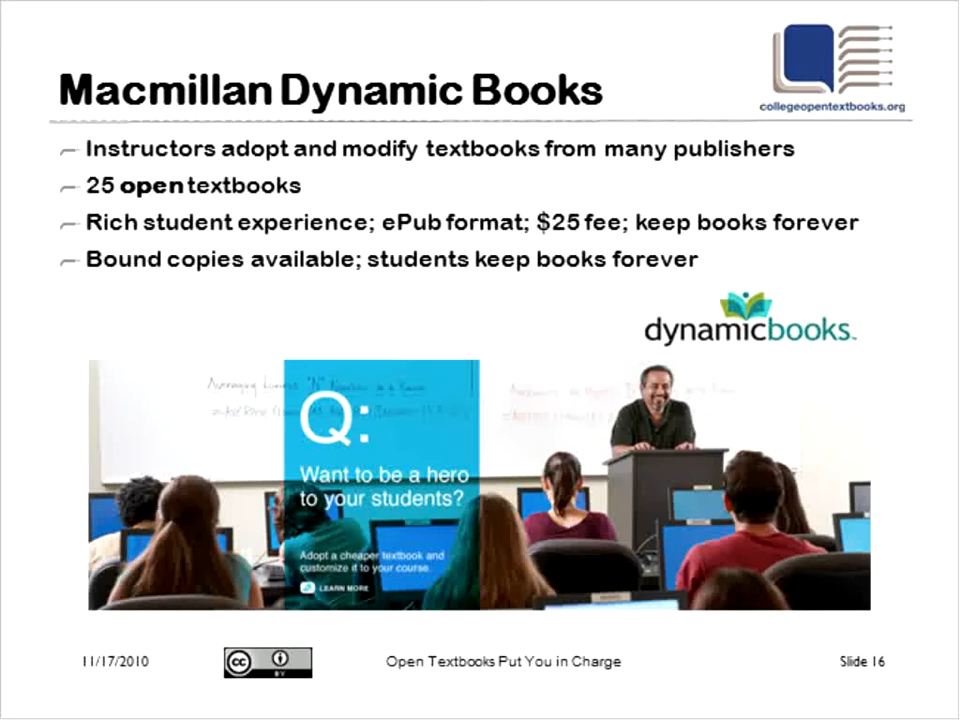 collegeopentextbooks.org
Macmillan Dynamic Books
Instructors adopt and modify textbooks from many publishers
25 open textbooks
Rich student experience; ePub format; $25 fee; keep books forever
Bound copies available; students keep books forever
dynamicbooks™
Q:
Want to be a hero
to your students?
Adopt a cheaper textbook and
customize it to your course.
LEARN MORE
11/17/2010
cc
BY
Open Textbooks Put You in Charge
Slide 16